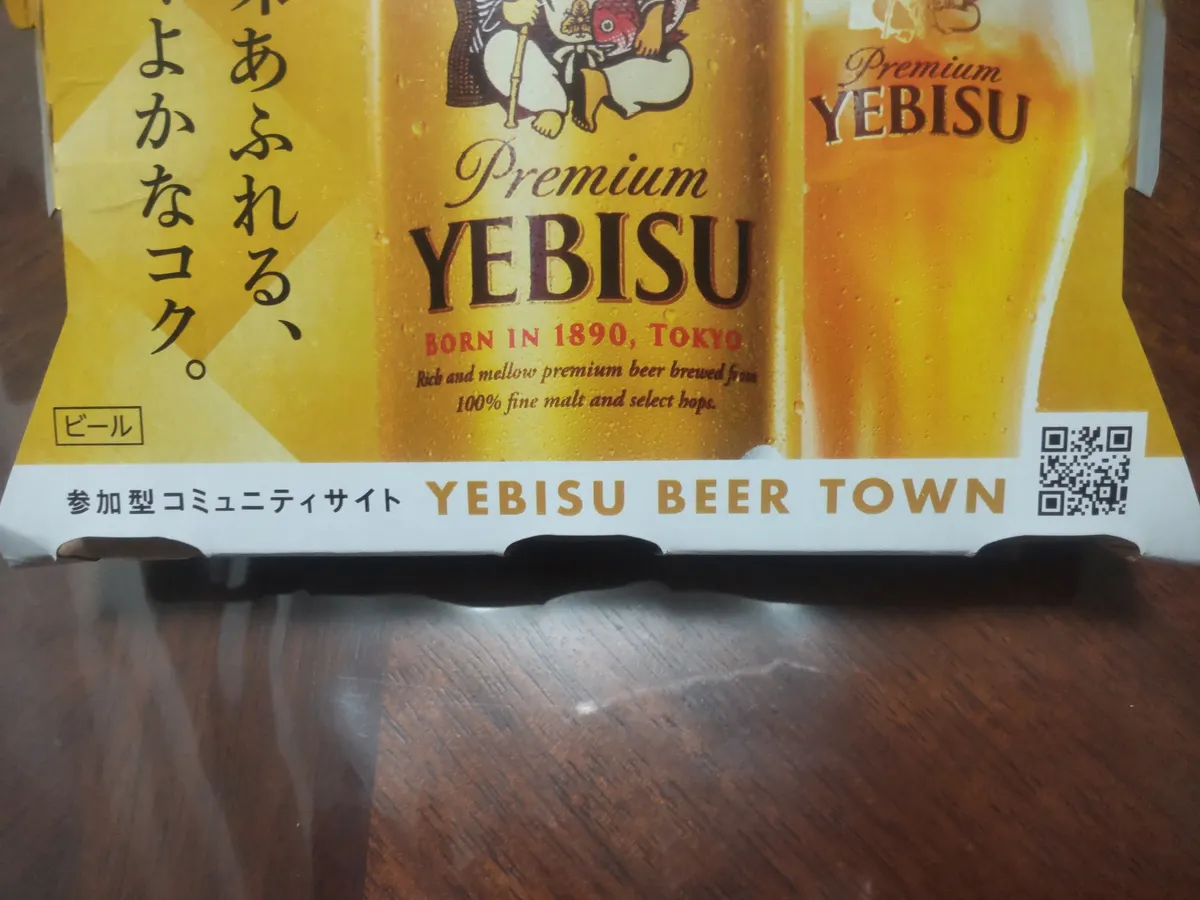 あふれる、
よかなコク。
Premium
YEBISU
BORN IN 1890, TOKYO
Rich and mellow premium beer brewed from
100% fine malt and select hops.
Premium
YEBISU
ビール
参加型コミュニティサイト YEBISU BEER TOWN